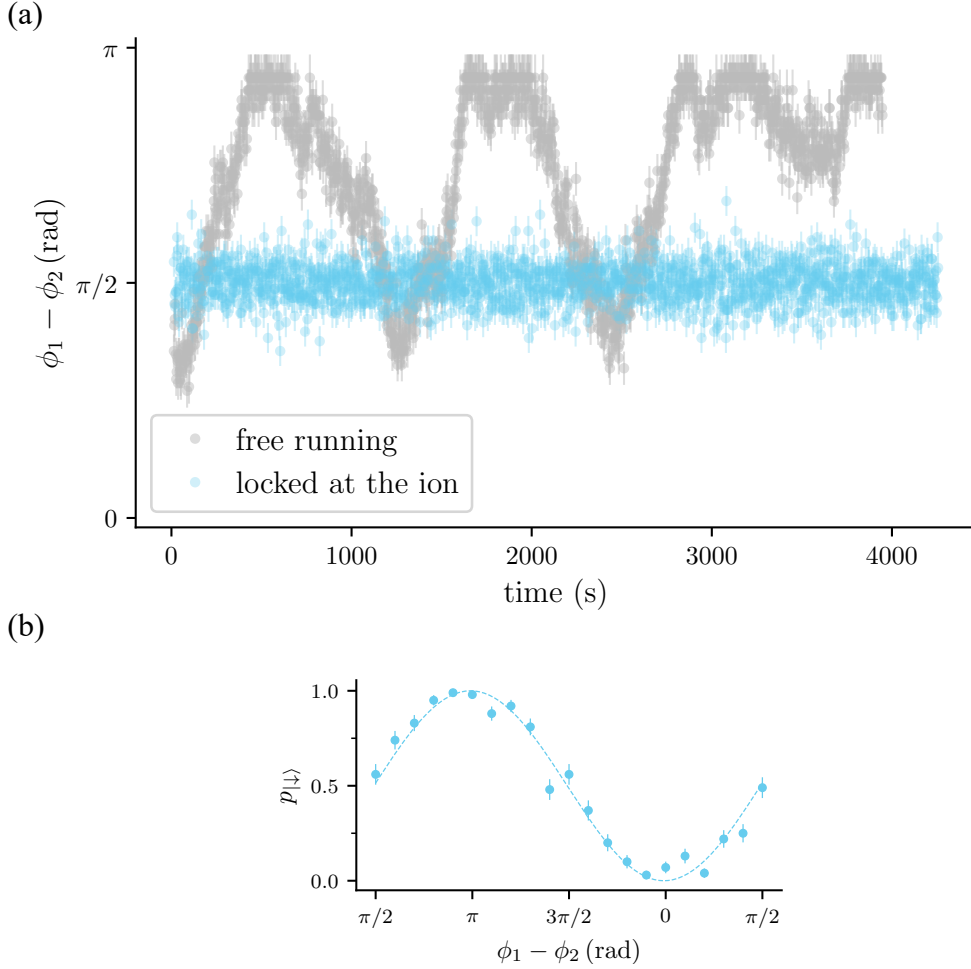 (a)
π
π/2
0
ϕ₁ − ϕ₂ (rad)
free running
locked at the ion
0 1000 2000 3000 4000
time (s)
(b)
1.0
0.5
0.0
p|↓⟩
π/2 π 3π/2 0 π/2
ϕ₁ − ϕ₂ (rad)